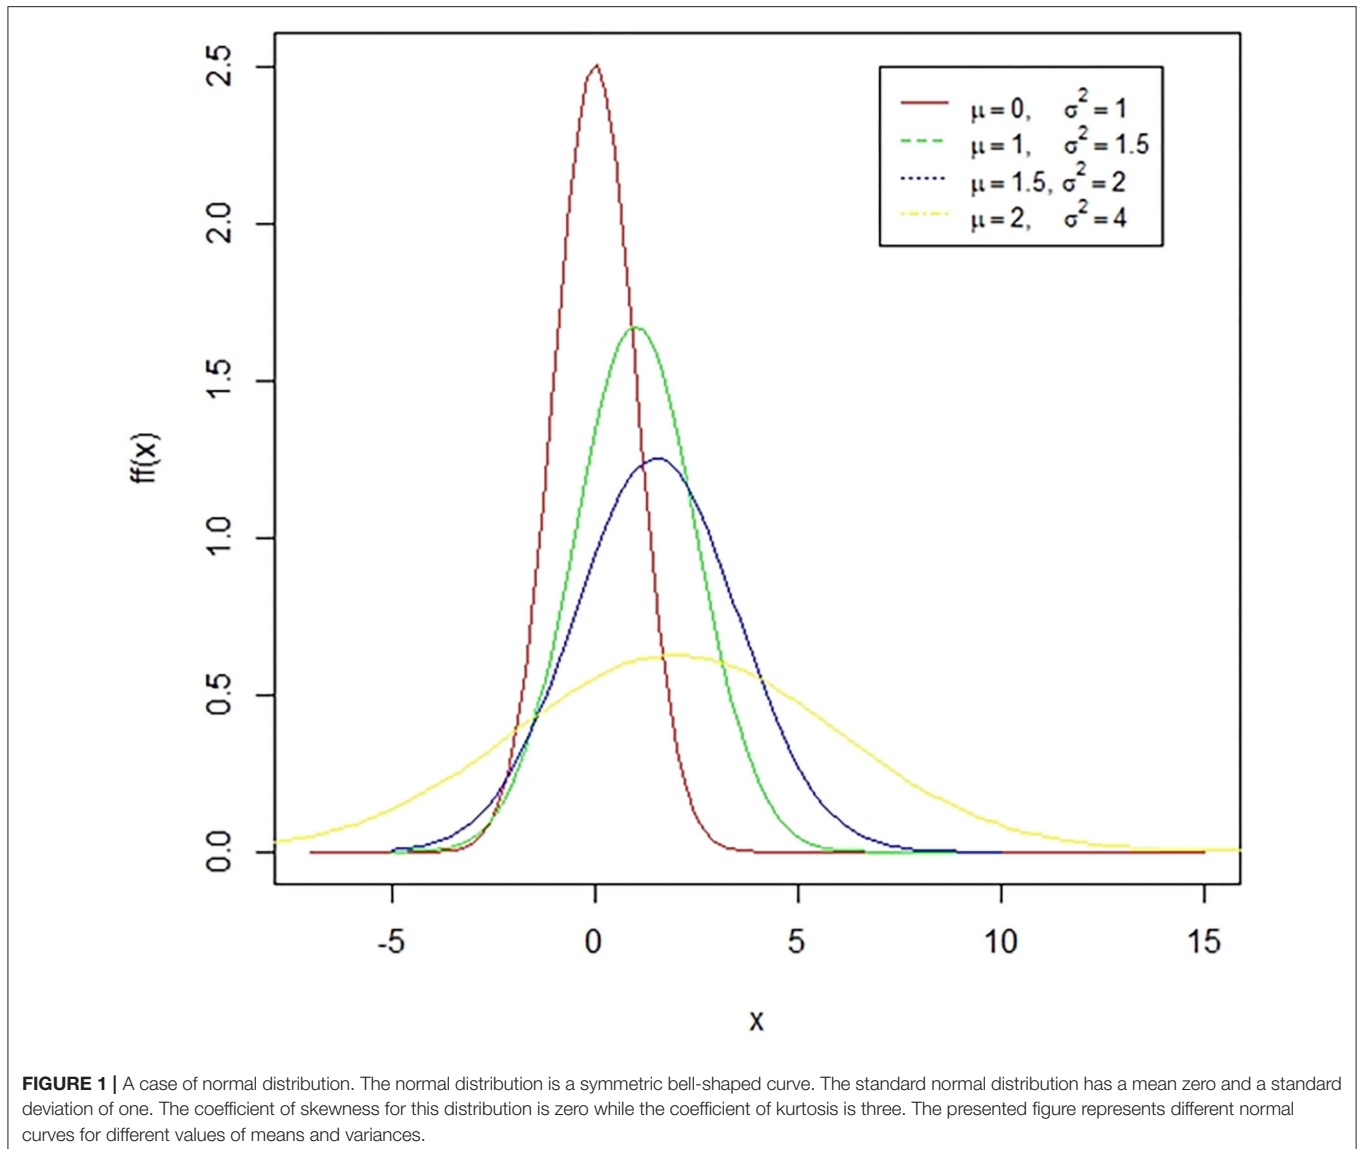 2.5
2.0
1.5
1.0
0.5
0.0
ff(x)
μ = 0, σ² = 1
μ = 1, σ² = 1.5
μ = 1.5, σ² = 2
μ = 2, σ² = 4
-5 0 5 10 15
x
FIGURE 1 | A case of normal distribution. The normal distribution is a symmetric bell-shaped curve. The standard normal distribution has a mean zero and a standard
deviation of one. The coefficient of skewness for this distribution is zero while the coefficient of kurtosis is three. The presented figure represents different normal
curves for different values of means and variances.